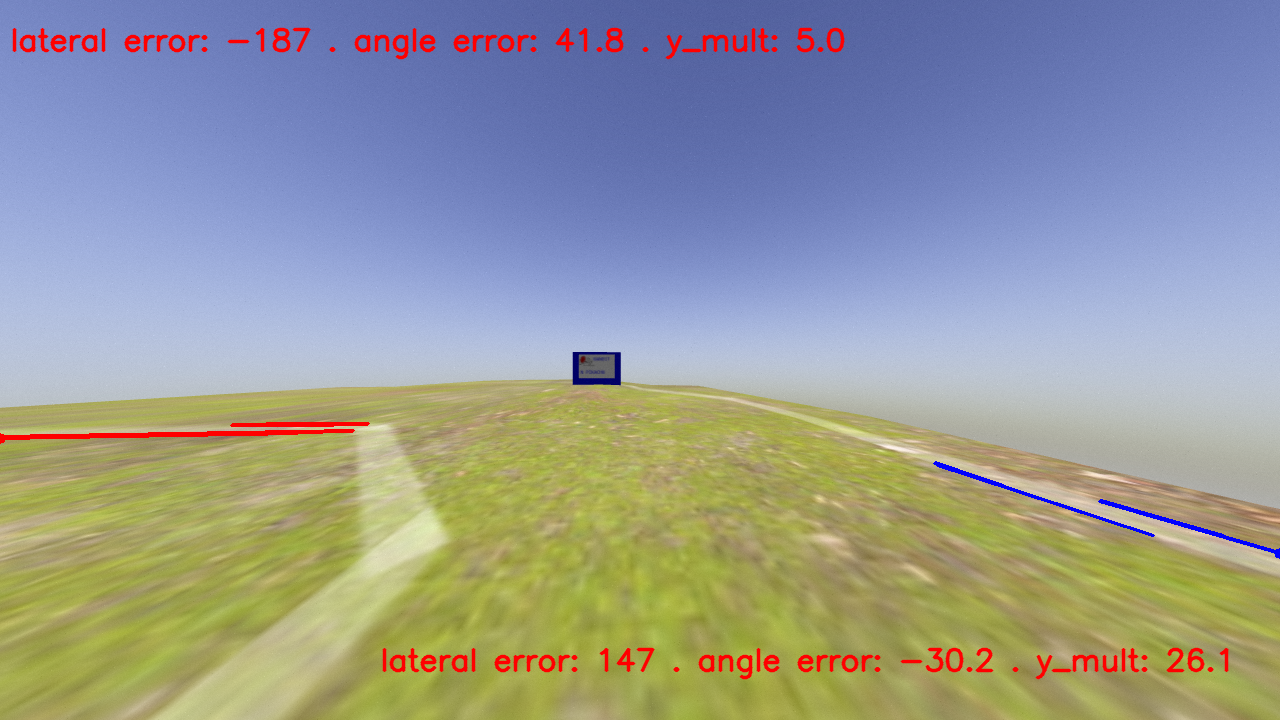 lateral error: −187 . angle error: 41.8 . y_mult: 5.0
lateral error: 147 . angle error: −30.2 . y_mult: 26.1